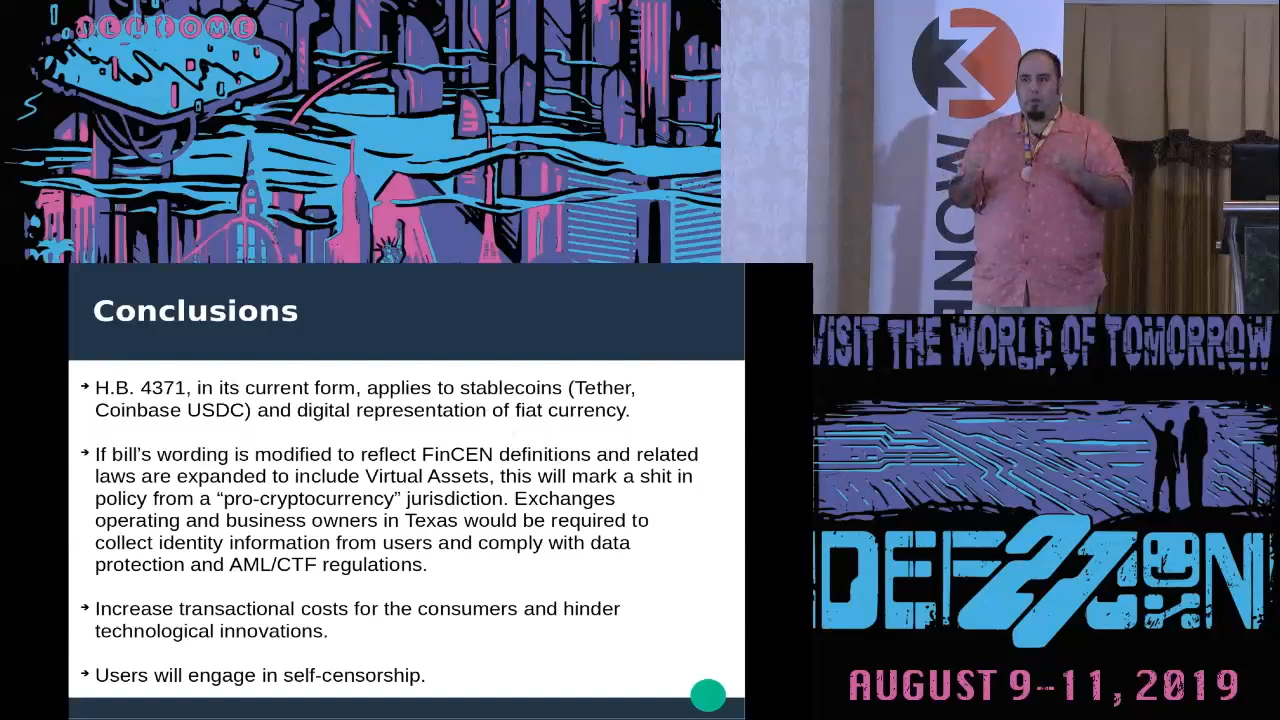 WELCOME
MONE
Conclusions
H.B. 4371, in its current form, applies to stablecoins (Tether,
Coinbase USDC) and digital representation of fiat currency.
If bill's wording is modified to reflect FinCEN definitions and related
laws are expanded to include Virtual Assets, this will mark a shit in
policy from a “pro-cryptocurrency” jurisdiction. Exchanges
operating and business owners in Texas would be required to
collect identity information from users and comply with data
protection and AML/CTF regulations.
Increase transactional costs for the consumers and hinder
technological innovations.
Users will engage in self-censorship.
VISIT THE WORLD OF TOMORROW
DEF 27 CON
AUGUST 9-11, 2019